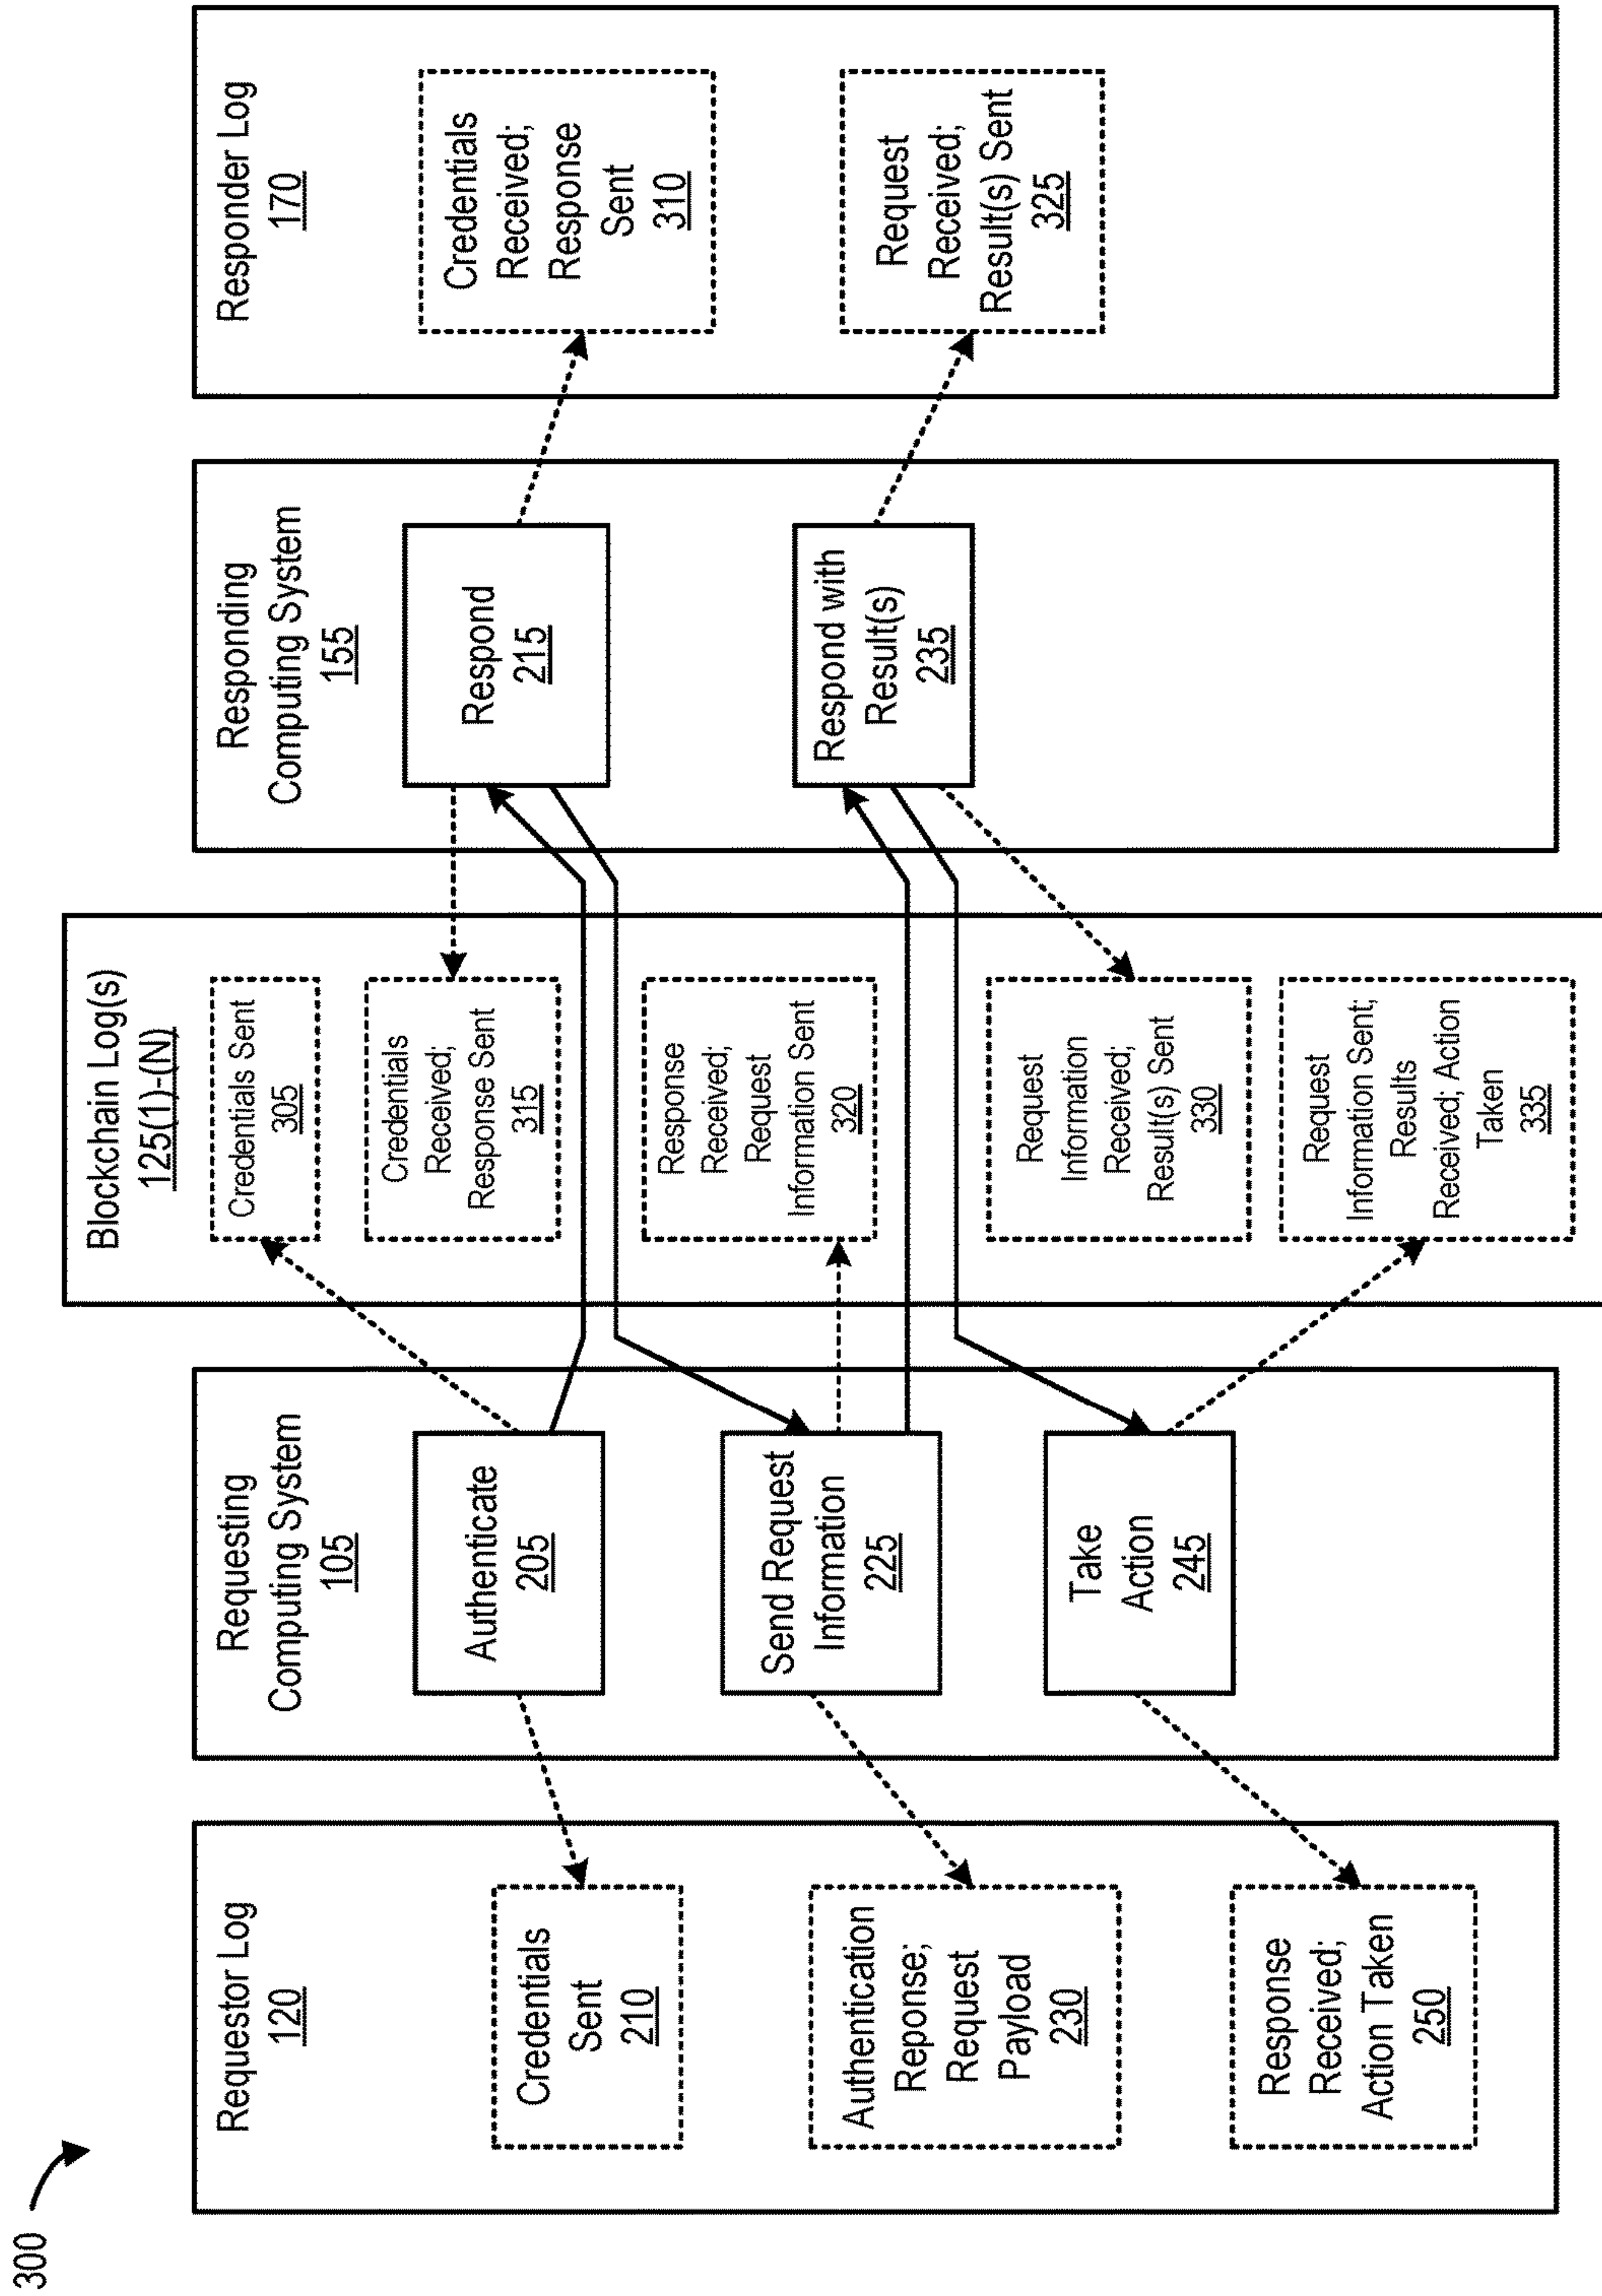 300
Requestor Log
120
Credentials
Sent
210
Authentication
Reponse;
Request
Payload
230
Response
Received;
Action Taken
250
Requesting
Computing System
105
Authenticate
205
Send Request
Information
225
Take
Action
245
Blockchain Log(s)
125(1)-(N)
Credentials Sent
305
Credentials
Received;
Response Sent
315
Response
Received;
Request
Information Sent
320
Request
Information
Received;
Result(s) Sent
330
Request
Information Sent;
Results
Received; Action
Taken
335
Responding
Computing System
155
Respond
215
Respond with
Result(s)
235
Responder Log
170
Credentials
Received;
Response
Sent
310
Request
Received;
Result(s) Sent
325